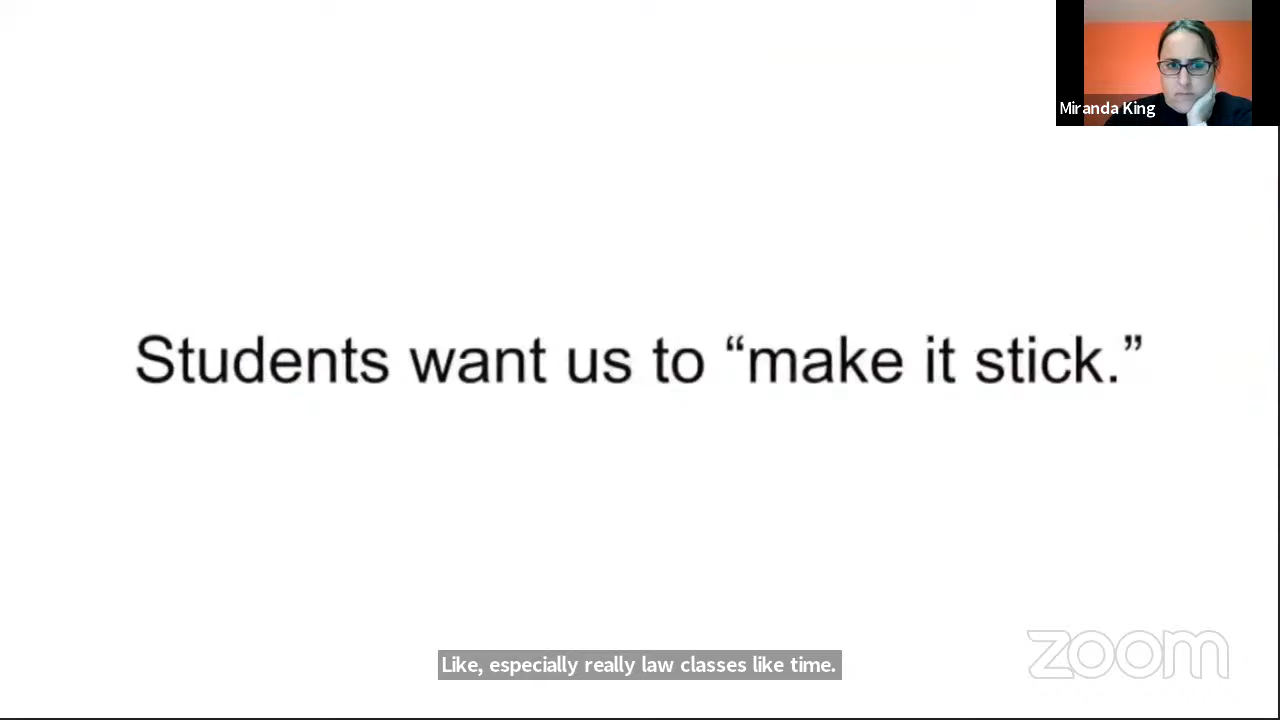 Miranda King
Students want us to “make it stick.”
Like, especially really law classes like time.
zoom